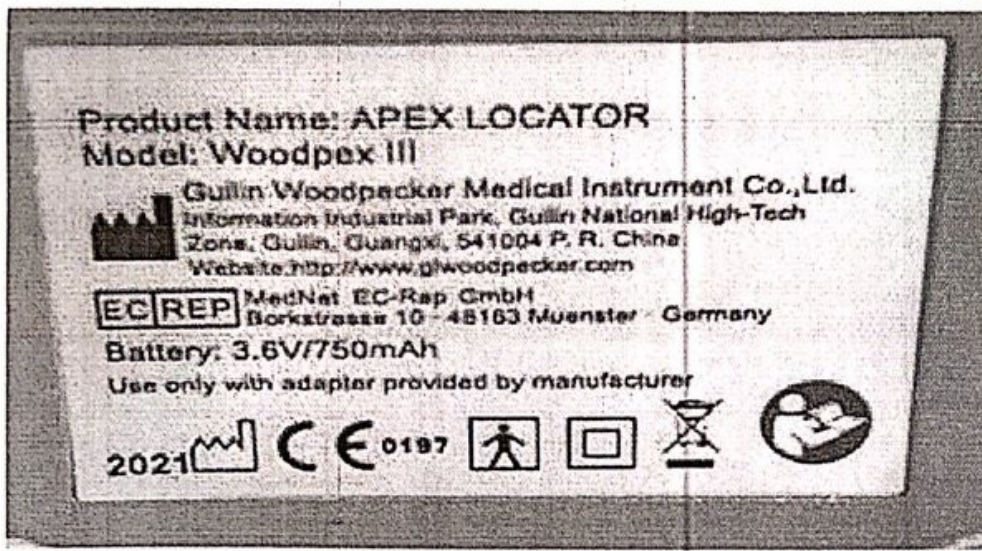 Product Name: APEX LOCATOR
Model: Woodpex III
Guilin Woodpecker Medical Instrument Co.,Ltd.
Information Industrial Park, Guilin National High-Tech
Zone, Guilin, Guangxi, 541004 P. R. China
Website:http://www.glwoodpecker.com
EC REP
MedNet EC-Rep GmbH
Borkstrasse 10 - 48163 Muenster - Germany
Battery: 3.6V/750mAh
Use only with adapter provided by manufacturer
2021 CE 0197